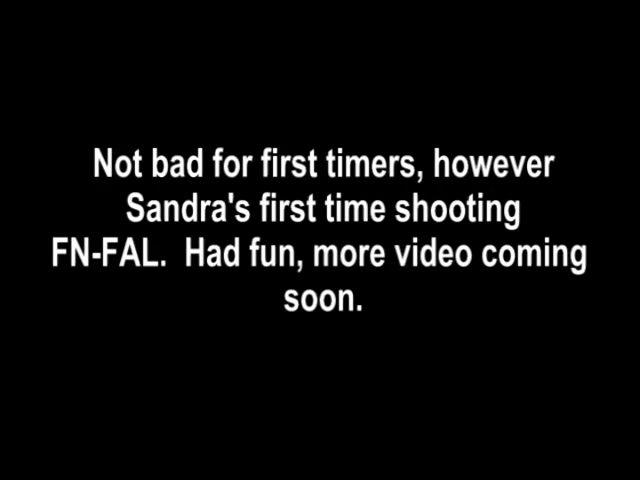 Not bad for first timers, however
Sandra's first time shooting
FN-FAL.  Had fun, more video coming
soon.